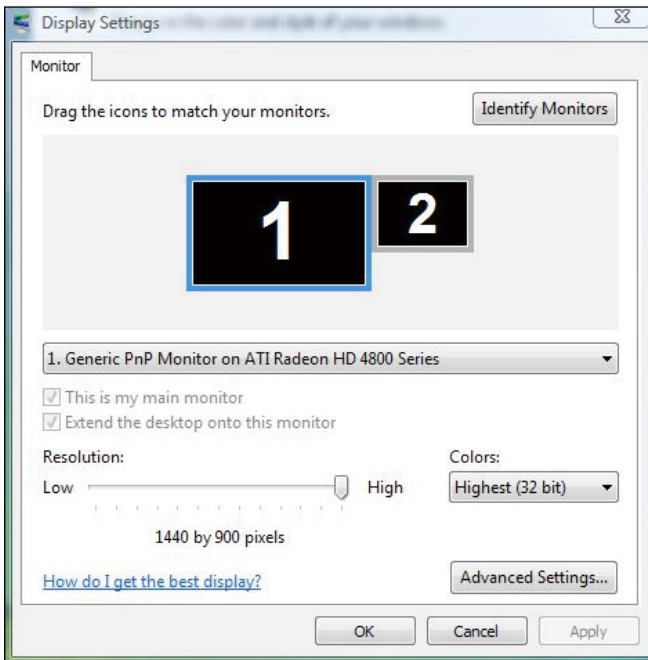 Display Settings
Monitor
Drag the icons to match your monitors.
Identify Monitors
1
2
1. Generic PnP Monitor on ATI Radeon HD 4800 Series
This is my main monitor
Extend the desktop onto this monitor
Resolution:
Colors:
Low
High
Highest (32 bit)
1440 by 900 pixels
How do I get the best display?
Advanced Settings...
OK
Cancel
Apply